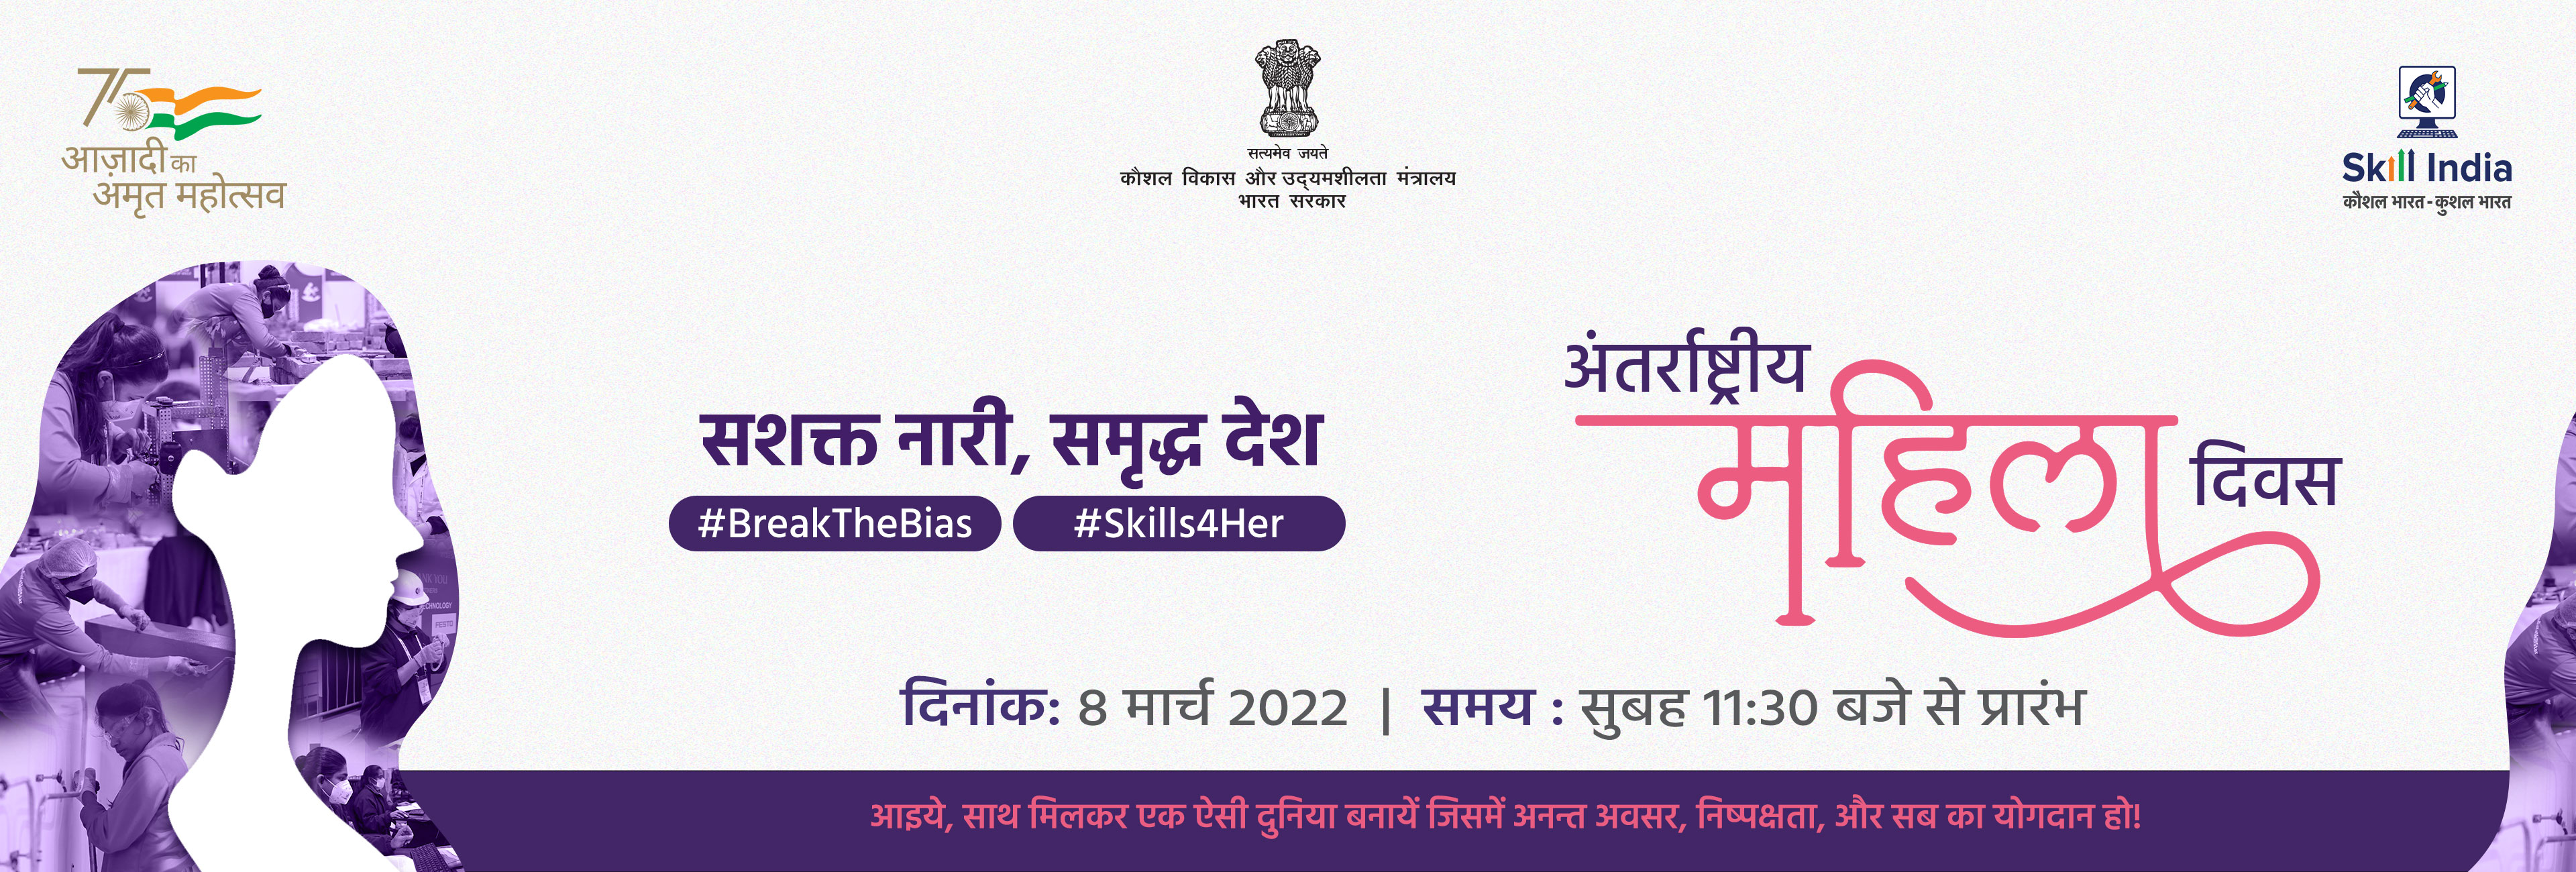 75
आज़ादी का
अमृत महोत्सव
सत्यमेव जयते
कौशल विकास और उद्यमशीलता मंत्रालय
भारत सरकार
Skill India
कौशल भारत - कुशल भारत
सशक्त नारी, समृद्ध देश
#BreakTheBias #Skills4Her
अंतर्राष्ट्रीय
महिला
दिवस
दिनांक: 8 मार्च 2022 | समय : सुबह 11:30 बजे से प्रारंभ
आइये, साथ मिलकर एक ऐसी दुनिया बनायें जिसमें अनन्त अवसर, निष्पक्षता, और सब का योगदान हो!
FESTO